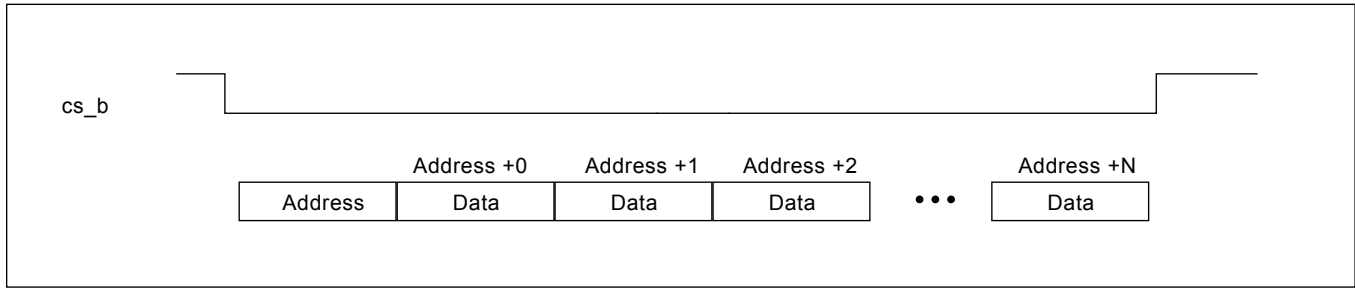 cs_b
Address +0 Address +1 Address +2 Address +N
Address Data Data Data ••• Data